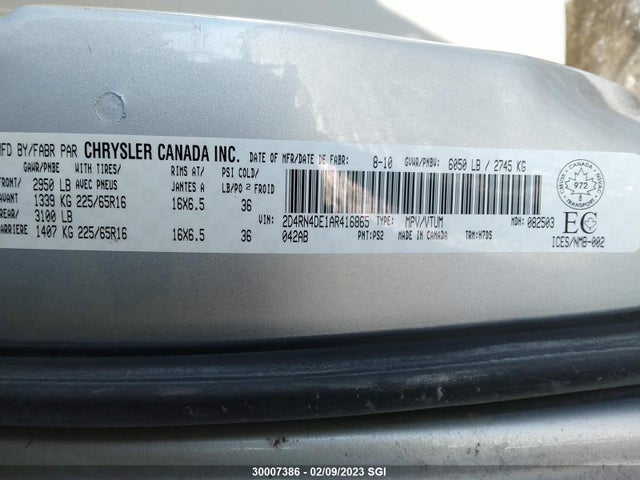 MFD BY/FABR PAR CHRYSLER CANADA INC. DATE OF MFR/DATE DE FABR: 8-10 GVWR/PNBV: 6050 LB / 2745 KG
GAWR/PNBE WITH TIRES/ RIMS AT/ PSI COLD/
FRONT/ 2950 LB AVEC PNEUS JANTES A LB/PO² FROID
AVANT 1339 KG 225/65R16 16X6.5 36
REAR/ 3100 LB
ARRIERE 1407 KG 225/65R16 16X6.5 36
VIN: 2D4RN4DE1AR416865 TYPE: MPV/VTUM MDH: 082503
042AB PNT: PS2 MADE IN CANADA TRM: H7DS
CANADA
972
TRANSPORT
EC
ICES/NMB-002
30007386 — 02/09/2023 SGI